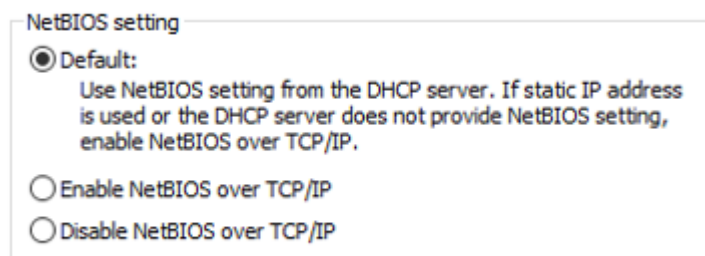 NetBIOS setting
Default:
Use NetBIOS setting from the DHCP server. If static IP address
is used or the DHCP server does not provide NetBIOS setting,
enable NetBIOS over TCP/IP.
Enable NetBIOS over TCP/IP
Disable NetBIOS over TCP/IP